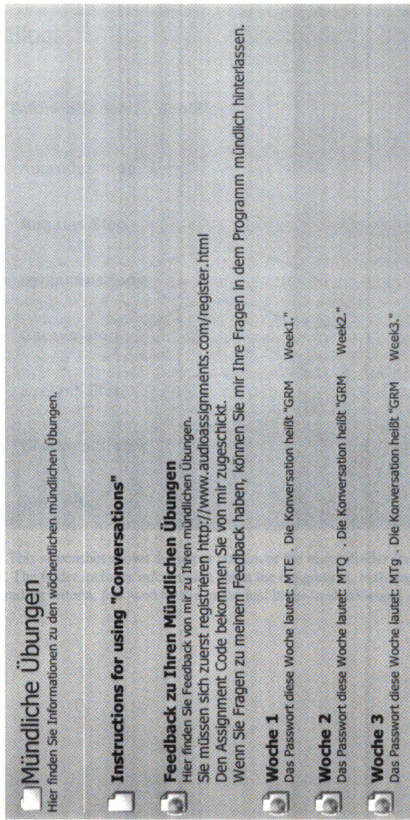 Mündliche Übungen
Hier finden Sie Informationen zu den wöchentlichen mündlichen Übungen.
Instructions for using "Conversations"
Feedback zu Ihren Mündlichen Übungen
Hier finden Sie Feedback von mir zu Ihren mündlichen Übungen.
Sie müssen sich zuerst registrieren http://www.audioassignments.com/register.html
Den Assignment Code bekommen Sie von mir zugeschickt.
Wenn Sie Fragen zu meinem Feedback haben, können Sie mir Ihre Fragen in dem Programm mündlich hinterlassen.
Woche 1
Das Passwort diese Woche lautet: MTE . Die Konversation heißt "GRM Week1."
Woche 2
Das Passwort diese Woche lautet: MTQ . Die Konversation heißt "GRM Week2."
Woche 3
Das Passwort diese Woche lautet: MTg . Die Konversation heißt "GRM Week3."